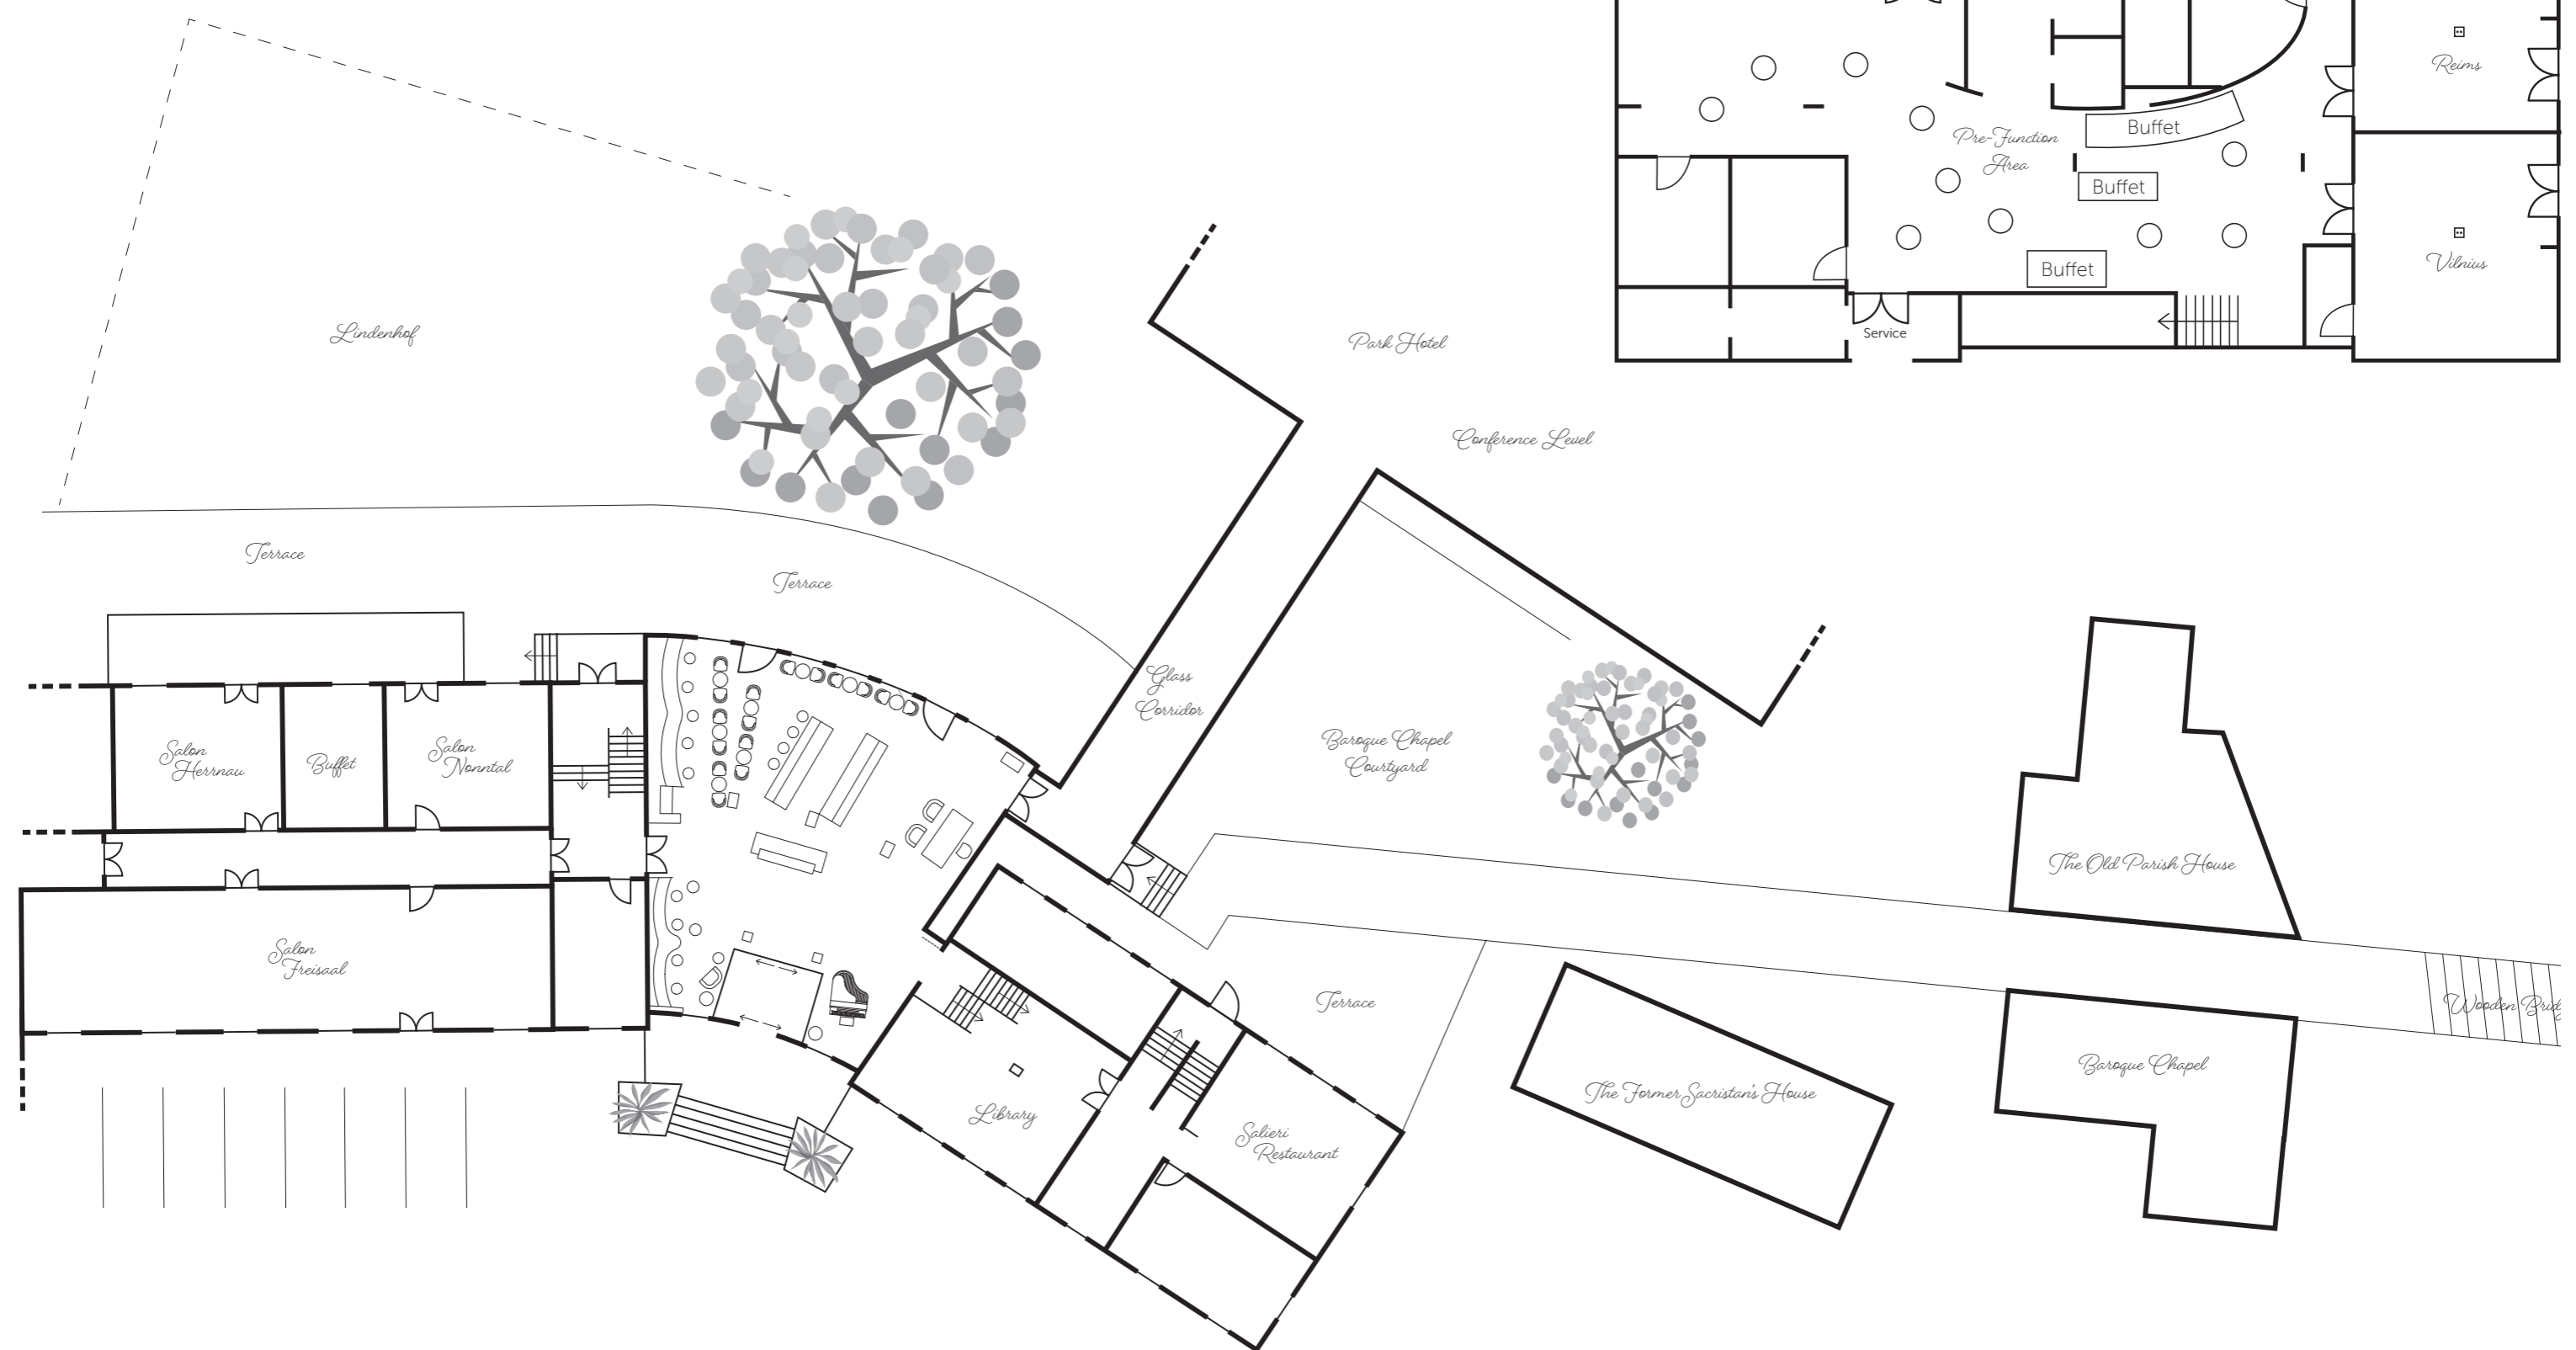 Reims
Buffet
Pre-Function
Area
Buffet
Vilnius
Buffet
Service
Lindenhof
Park Hotel
Conference Level
Terrace
Terrace
Glass
Corridor
Baroque Chapel
Courtyard
Salon
Herrnau
Buffet
Salon
Nonntal
The Old Parish House
Salon
Freisaal
Terrace
Wooden Brid
Baroque Chapel
The Former Sacristan's House
Library
Salieri
Restaurant